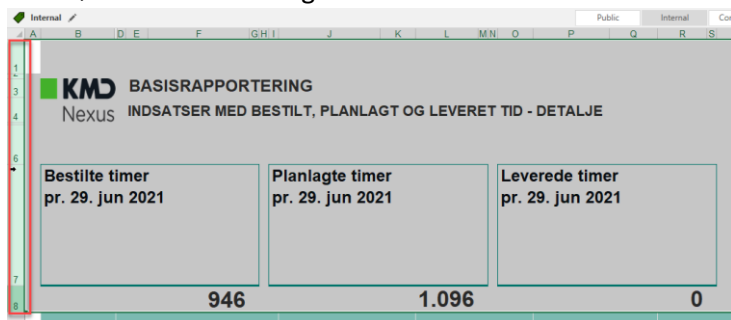 Internal
Public Internal Co
A B D E F G H I J K L M N O P Q R S
1
3 KMD BASISRAPPORTERING
4 Nexus INDSATSER MED BESTILT, PLANLAGT OG LEVERET TID - DETALJE
6
Bestilte timer Planlagte timer Leverede timer
pr. 29. jun 2021 pr. 29. jun 2021 pr. 29. jun 2021
7
8 946 1.096 0